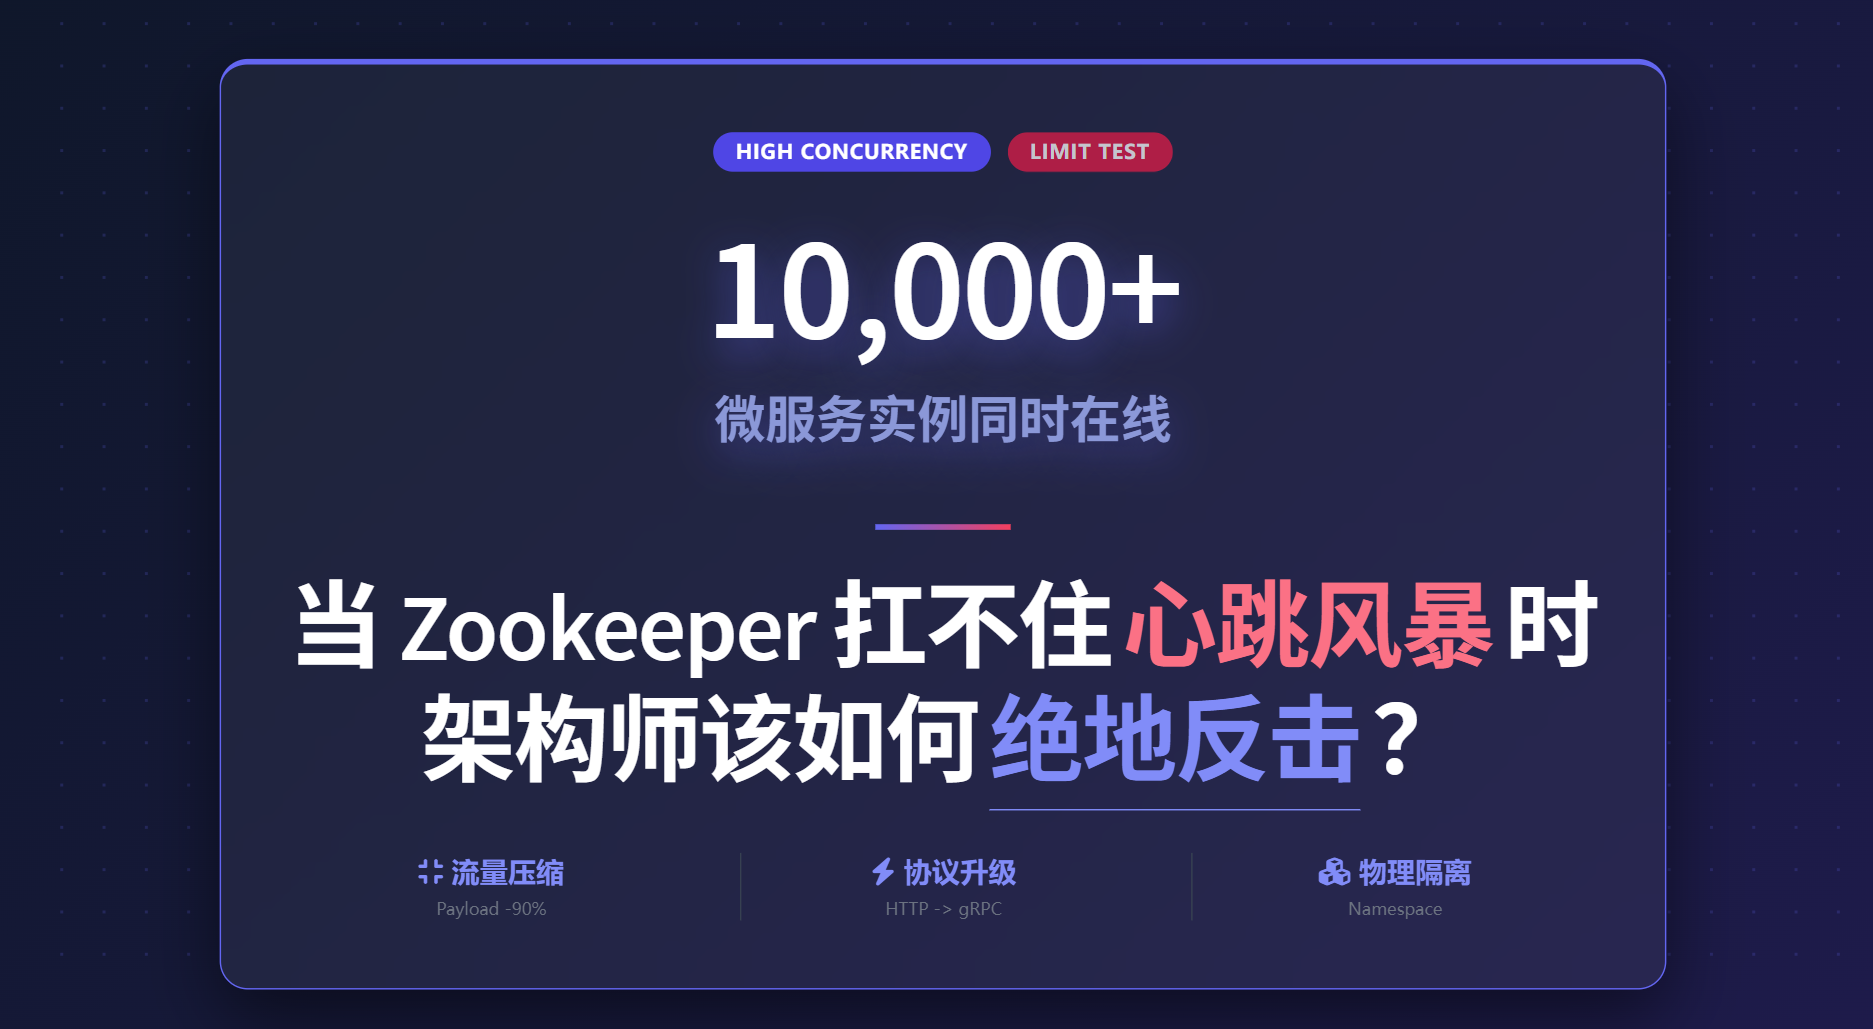 HIGH CONCURRENCY LIMIT TEST
10,000+
微服务实例同时在线
当 Zookeeper 扛不住 心跳风暴 时
架构师该如何 绝地反击？
流量压缩
Payload -90%
协议升级
HTTP -> gRPC
物理隔离
Namespace